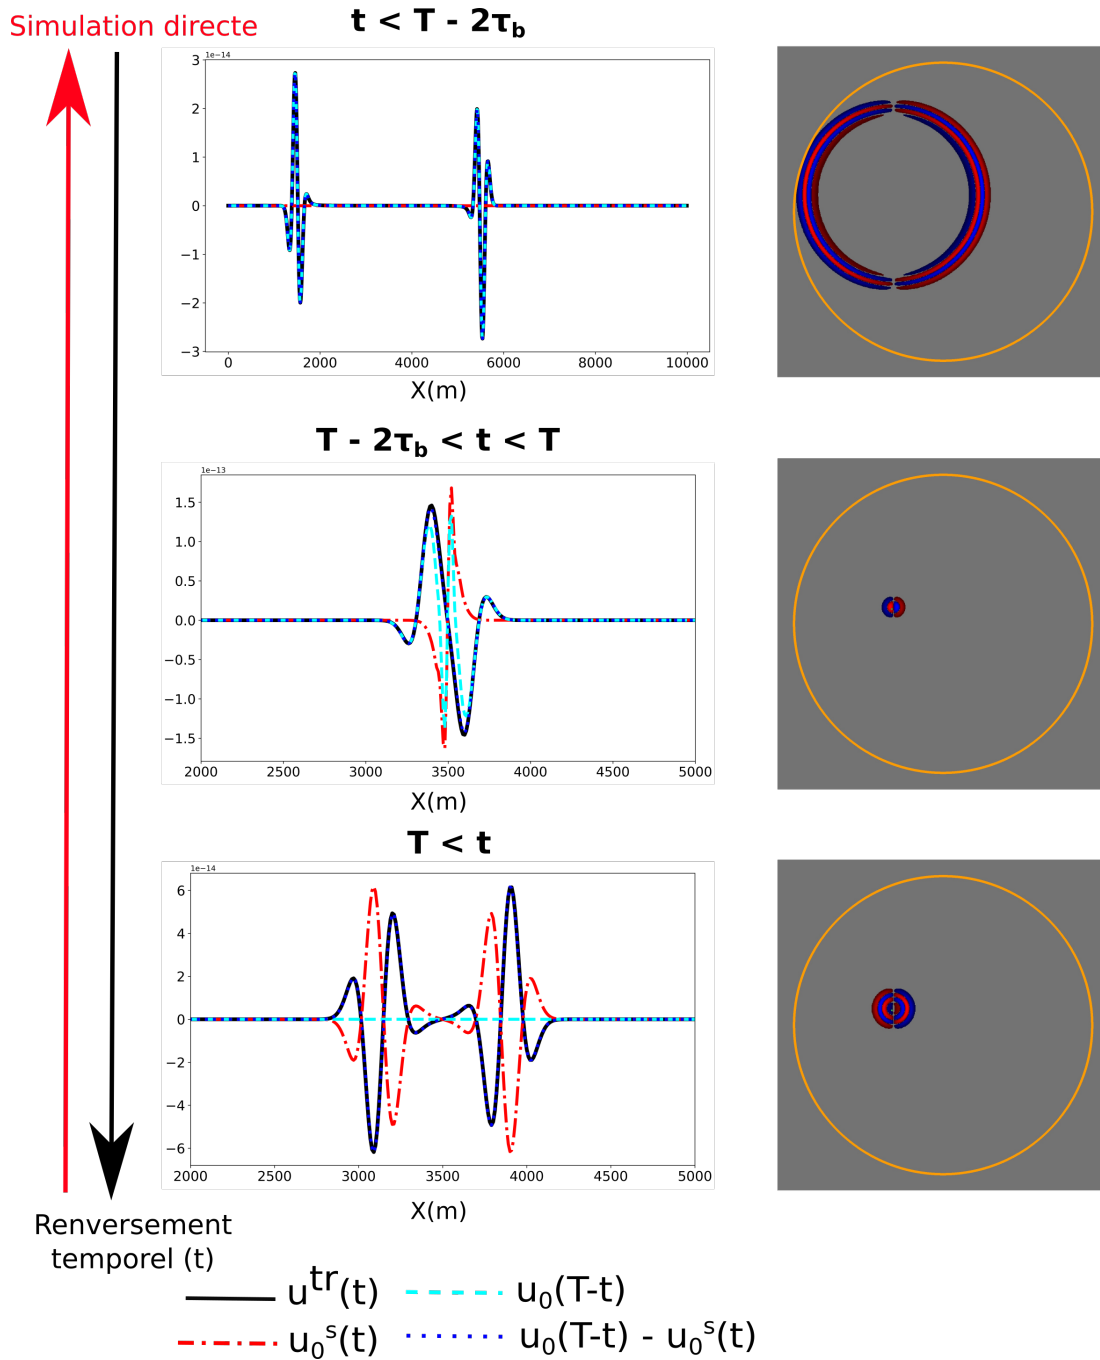 Simulation directe
t < T - 2τb
1e−14
3
2
1
0
−1
−2
−3
0 2000 4000 6000 8000 10000
X(m)
T - 2τb < t < T
1e−13
1.5
1.0
0.5
0.0
−0.5
−1.0
−1.5
2000 2500 3000 3500 4000 4500 5000
X(m)
T < t
1e−14
6
4
2
0
−2
−4
−6
2000 2500 3000 3500 4000 4500 5000
X(m)
Renversement
temporel (t)
u^tr(t) u₀(T-t)
u₀^s(t) u₀(T-t) - u₀^s(t)